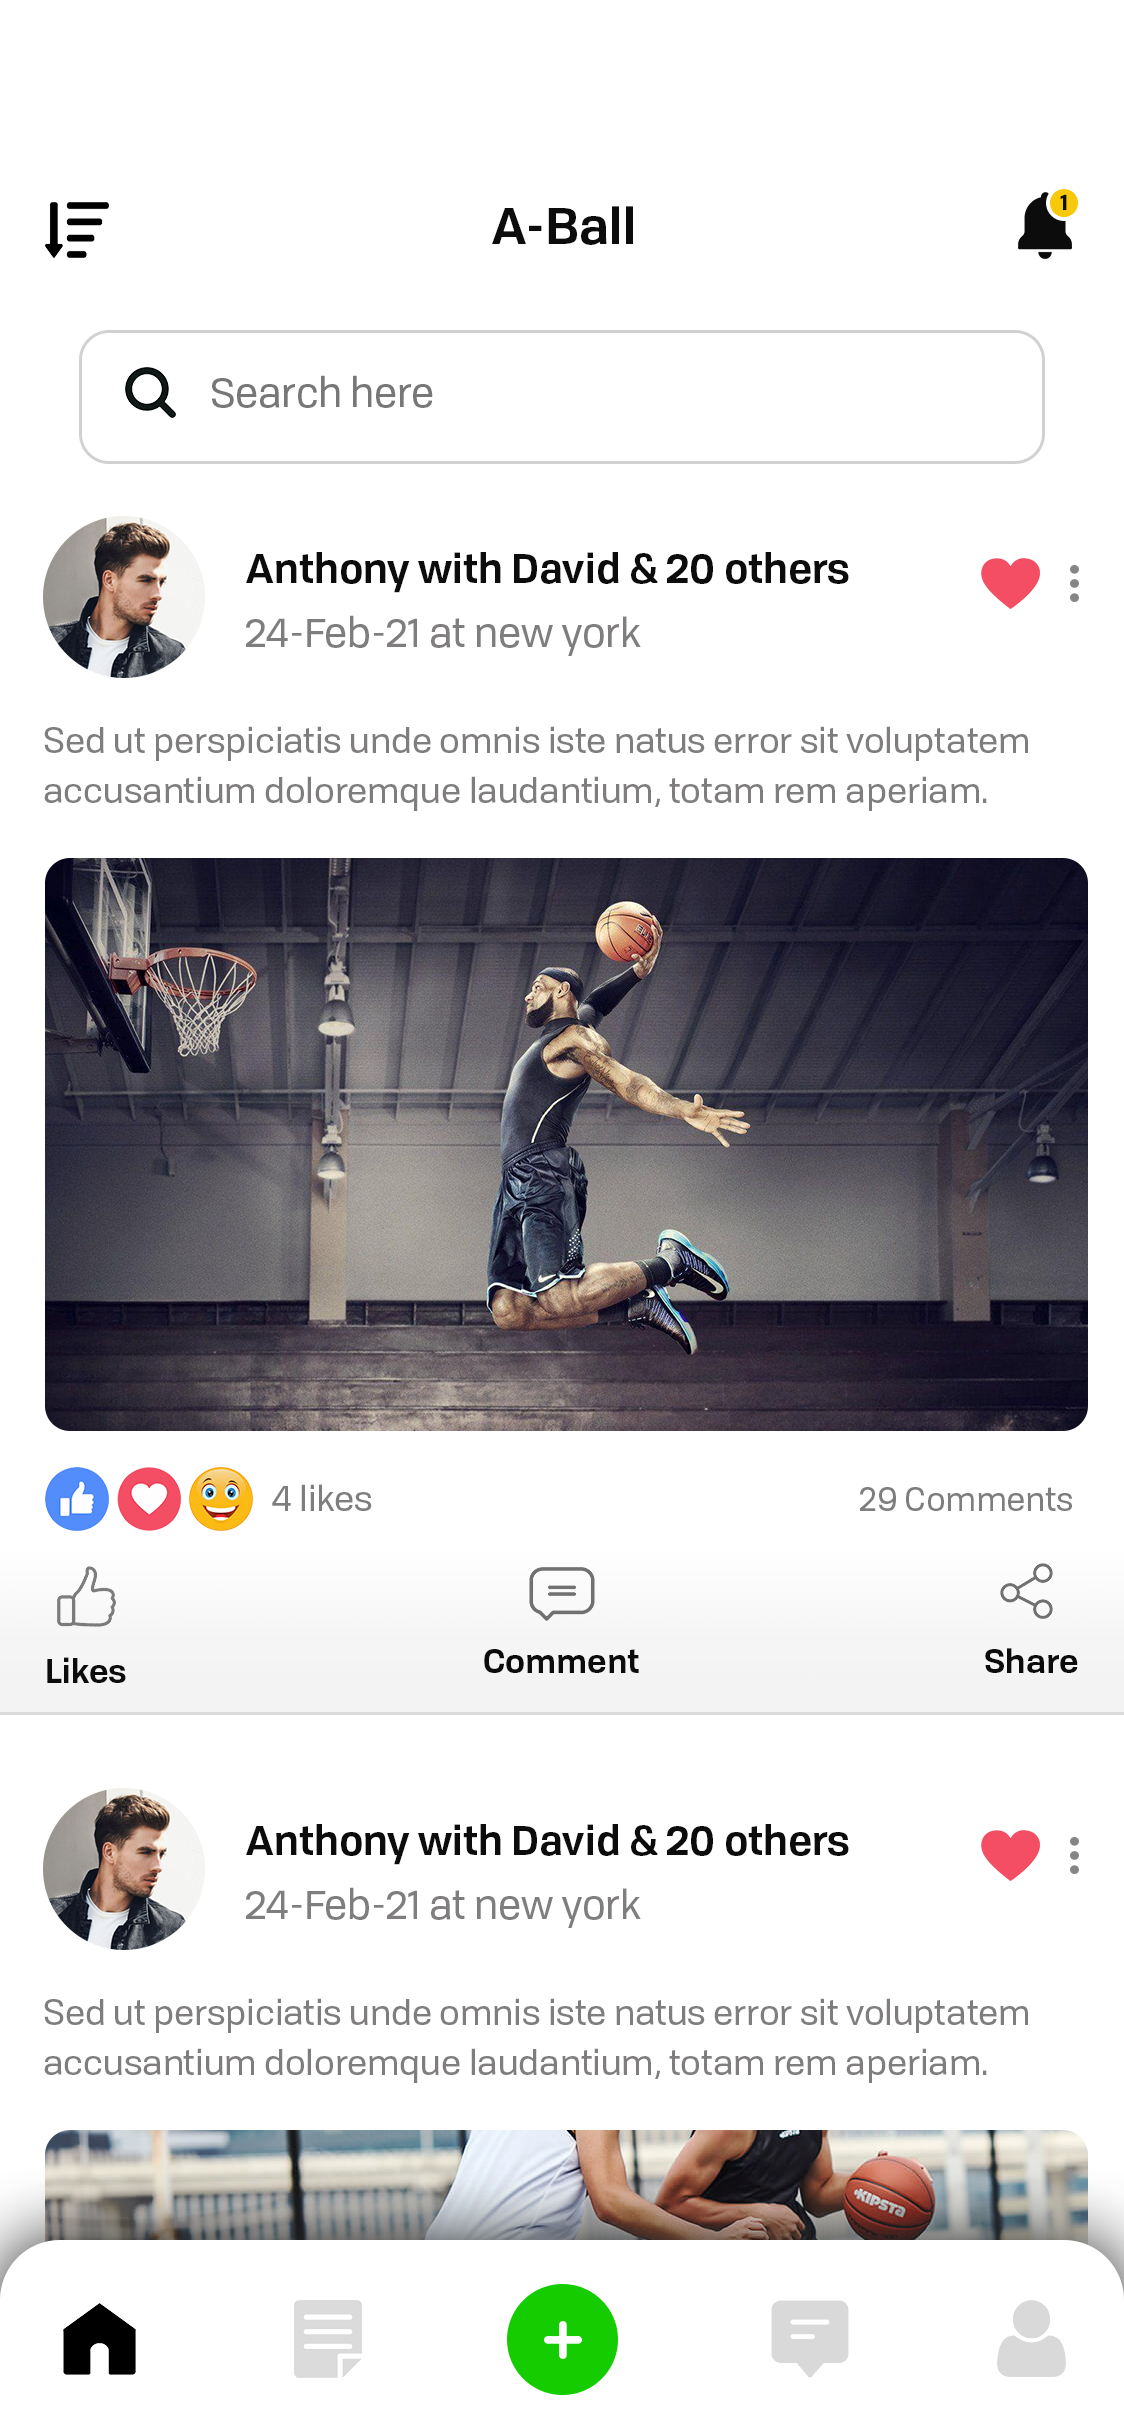 A-Ball
1
Search here
Anthony with David & 20 others
24-Feb-21 at new york
Sed ut perspiciatis unde omnis iste natus error sit voluptatem
accusantium doloremque laudantium, totam rem aperiam.
4 likes
29 Comments
Likes
Comment
Share
Anthony with David & 20 others
24-Feb-21 at new york
Sed ut perspiciatis unde omnis iste natus error sit voluptatem
accusantium doloremque laudantium, totam rem aperiam.
KIPSTA